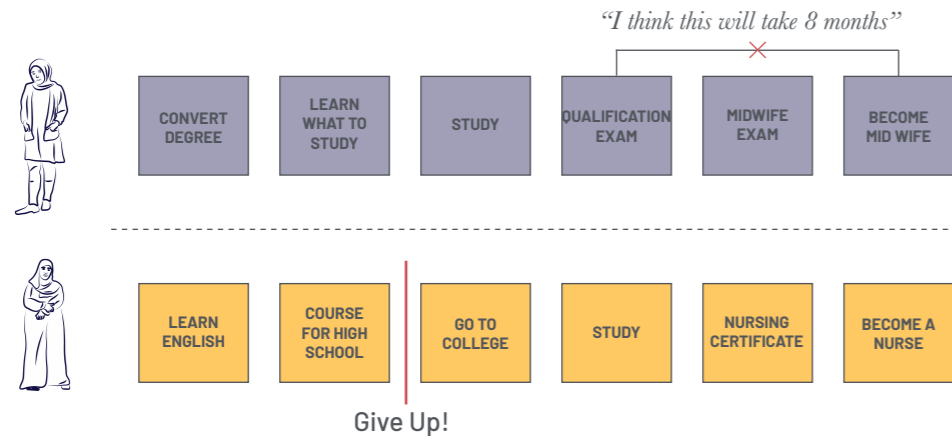 “I think this will take 8 months”
CONVERT
DEGREE
LEARN
WHAT TO
STUDY
STUDY
QUALIFICATION
EXAM
MIDWIFE
EXAM
BECOME
MID WIFE
LEARN
ENGLISH
COURSE
FOR HIGH
SCHOOL
GO TO
COLLEGE
STUDY
NURSING
CERTIFICATE
BECOME A
NURSE
Give Up!